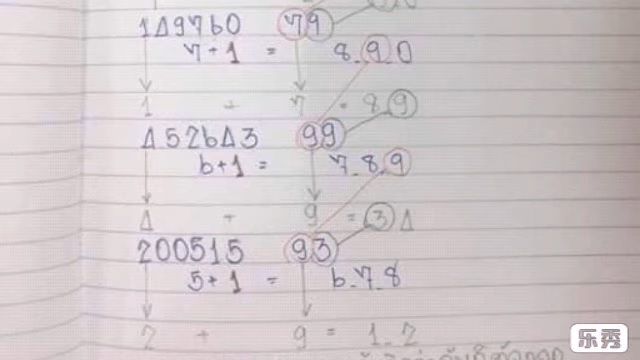 1Δ9760 79
7+1 = 8.9.0
1 + 7 = 8.9
Δ526Δ3 99
6+1 = 7.8.9
Δ + 9 = 3 Δ
200515 93
5+1 = 6.7.8
2 + 9 = 1.2
乐秀